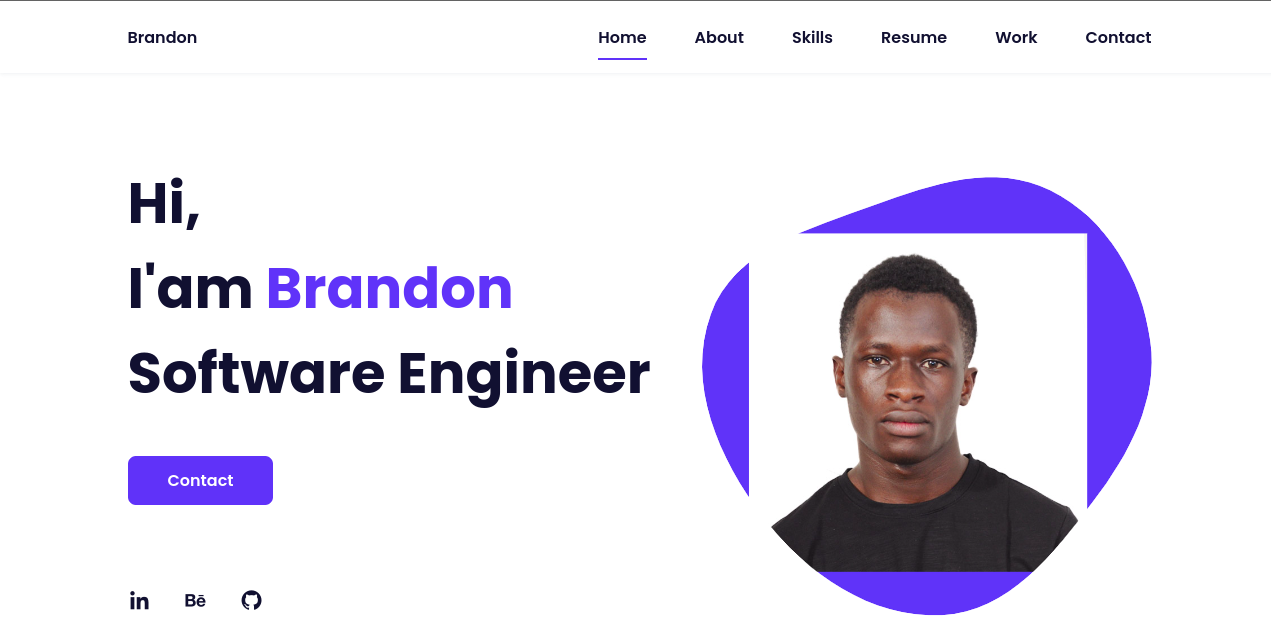 Brandon
Home About Skills Resume Work Contact
Hi,
I'am Brandon
Software Engineer
Contact
in Bē